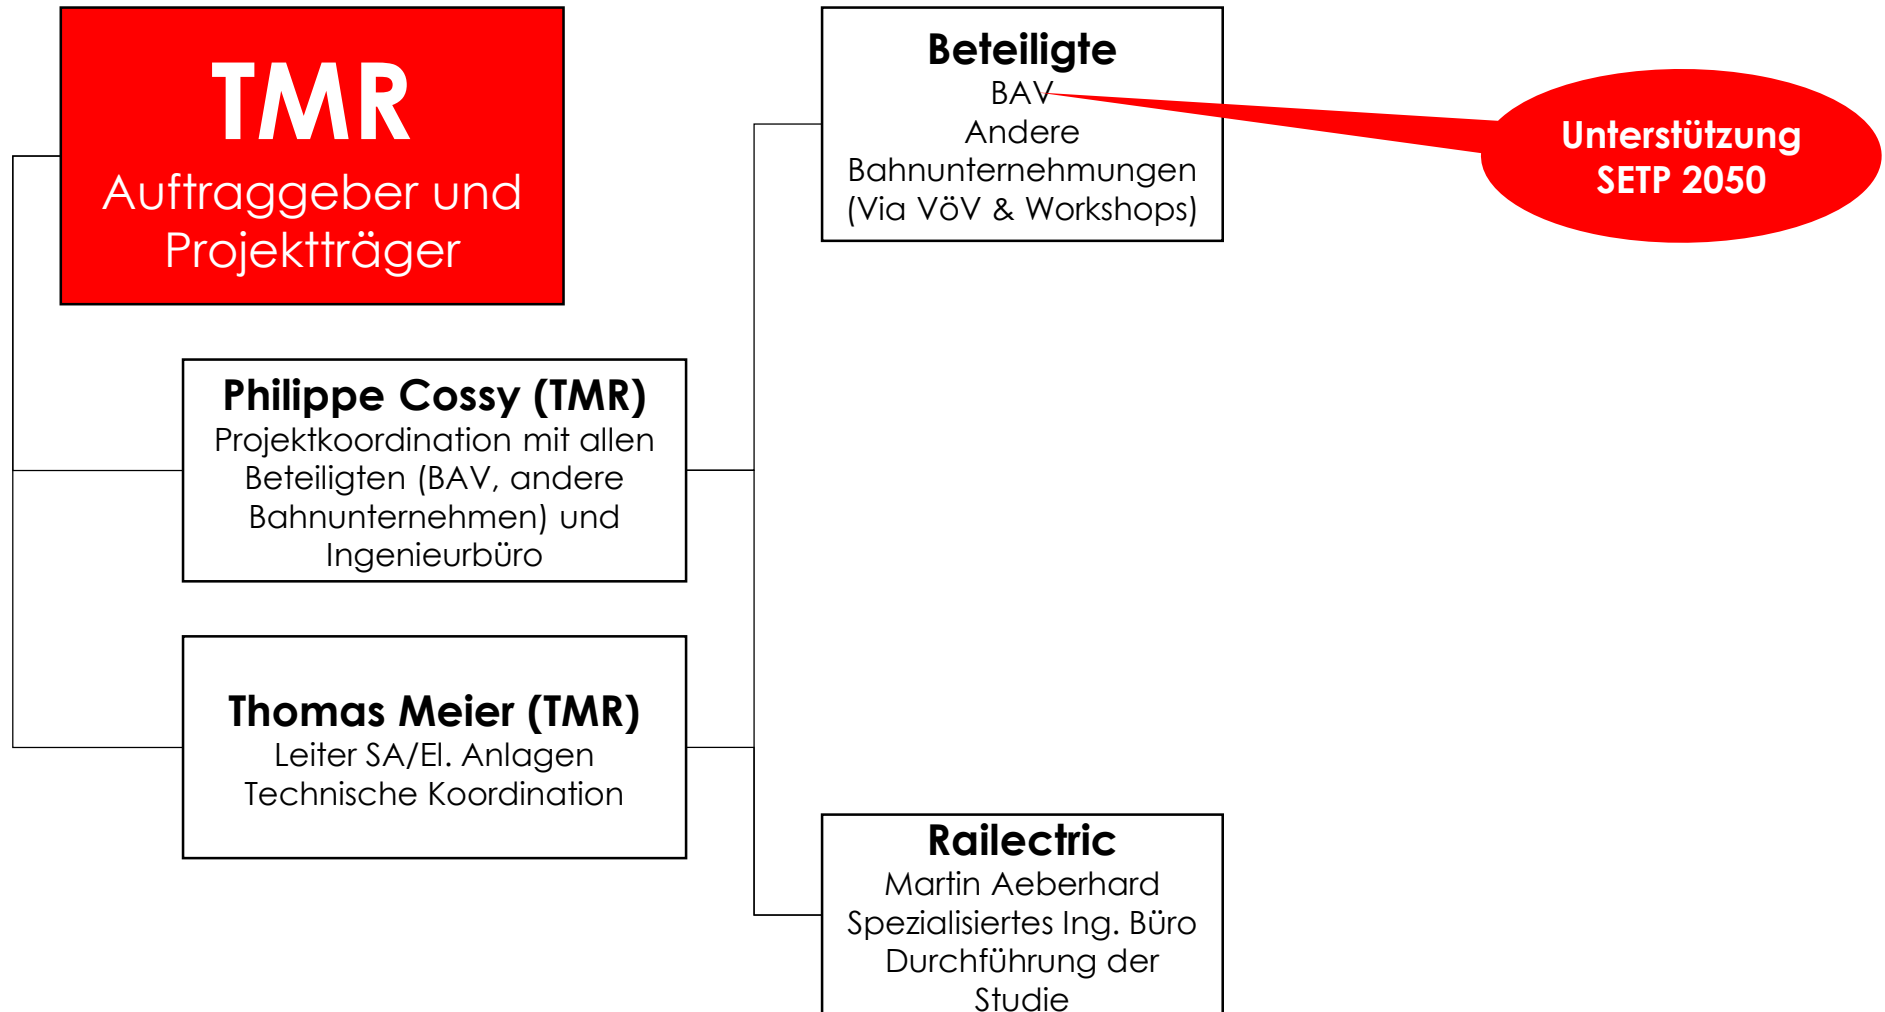 TMR
Auftraggeber und
Projektträger
Philippe Cossy (TMR)
Projektkoordination mit allen
Beteiligten (BAV, andere
Bahnunternehmen) und
Ingenieurbüro
Thomas Meier (TMR)
Leiter SA/El. Anlagen
Technische Koordination
Beteiligte
BAV
Andere
Bahnunternehmungen
(Via VöV & Workshops)
Unterstützung
SETP 2050
Railectric
Martin Aeberhard
Spezialisiertes Ing. Büro
Durchführung der
Studie